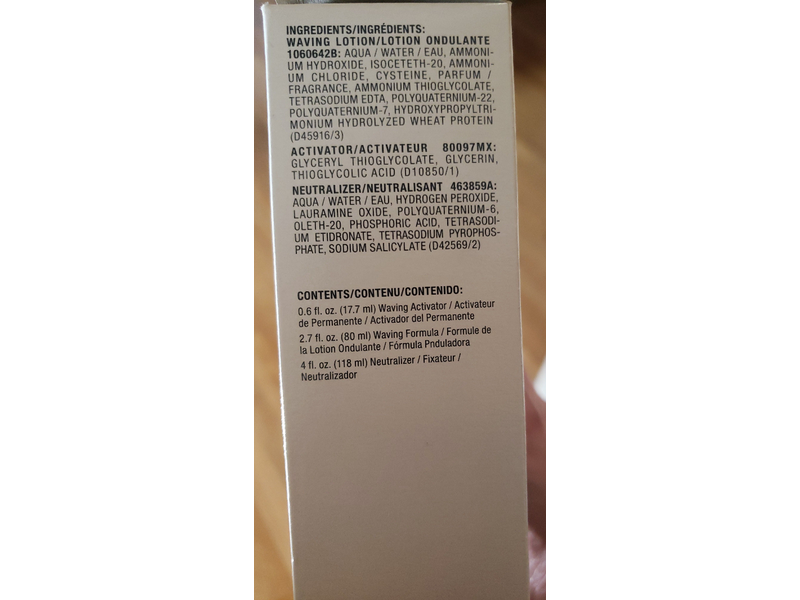 INGREDIENTS/INGRÉDIENTS:
WAVING LOTION/LOTION ONDULANTE
1060642B: AQUA / WATER / EAU, AMMONI-
UM HYDROXIDE, ISOCETETH-20, AMMONI-
UM CHLORIDE, CYSTEINE, PARFUM /
FRAGRANCE, AMMONIUM THIOGLYCOLATE,
TETRASODIUM EDTA, POLYQUATERNIUM-22,
POLYQUATERNIUM-7, HYDROXYPROPYLTRI-
MONIUM HYDROLYZED WHEAT PROTEIN
(D45916/3)
ACTIVATOR/ACTIVATEUR 80097MX:
GLYCERYL THIOGLYCOLATE, GLYCERIN,
THIOGLYCOLIC ACID (D10850/1)
NEUTRALIZER/NEUTRALISANT 463859A:
AQUA / WATER / EAU, HYDROGEN PEROXIDE,
LAURAMINE OXIDE, POLYQUATERNIUM-6,
OLETH-20, PHOSPHORIC ACID, TETRASODI-
UM ETIDRONATE, TETRASODIUM PYROPHOS-
PHATE, SODIUM SALICYLATE (D42569/2)
CONTENTS/CONTENU/CONTENIDO:
0.6 fl. oz. (17.7 ml) Waving Activator / Activateur
de Permanente / Activador del Permanente
2.7 fl. oz. (80 ml) Waving Formula / Formule de
la Lotion Ondulante / Fórmula Pnduladora
4 fl. oz. (118 ml) Neutralizer / Fixateur /
Neutralizador